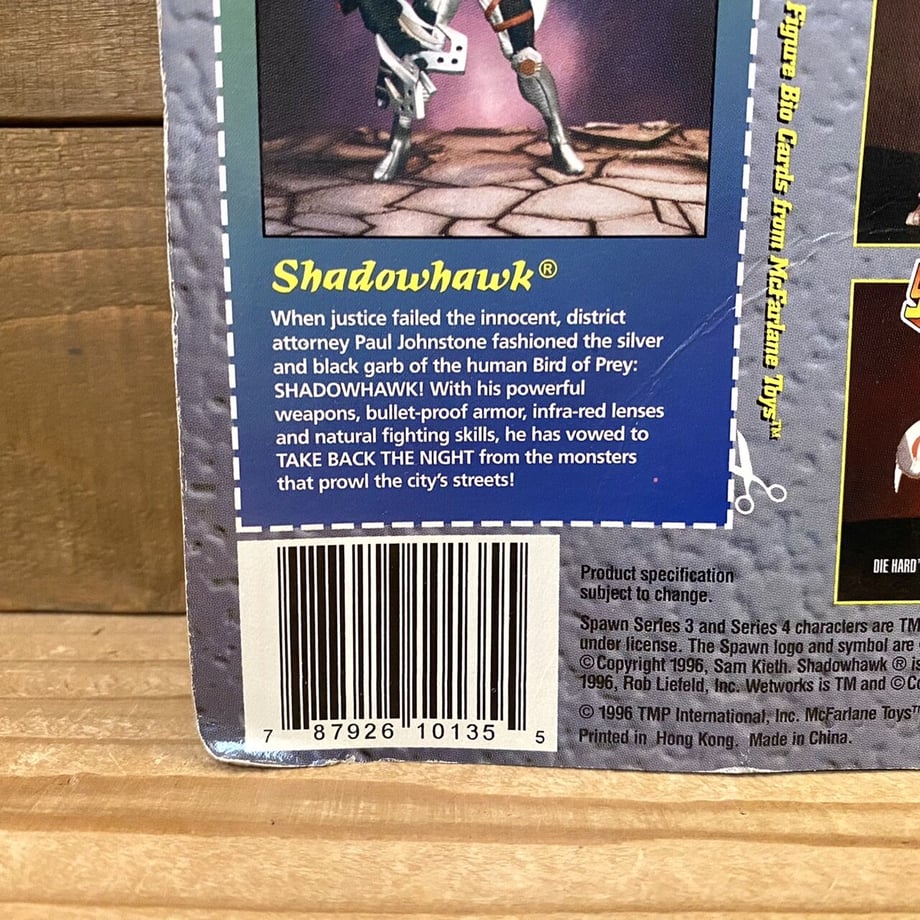 Shadowhawk®
When justice failed the innocent, district
attorney Paul Johnstone fashioned the silver
and black garb of the human Bird of Prey:
SHADOWHAWK! With his powerful
weapons, bullet-proof armor, infra-red lenses
and natural fighting skills, he has vowed to
TAKE BACK THE NIGHT from the monsters
that prowl the city's streets!
Figure Bio Cards from McFarlane Toys™
DIE HARD
7 87926 10135 5
Product specification
subject to change.
Spawn Series 3 and Series 4 characters are TM
under license. The Spawn logo and symbol are
© Copyright 1996, Sam Kieth. Shadowhawk ® is
1996, Rob Liefeld, Inc. Wetworks is TM and ©
© 1996 TMP International, Inc. McFarlane Toys™
Printed in Hong Kong. Made in China.